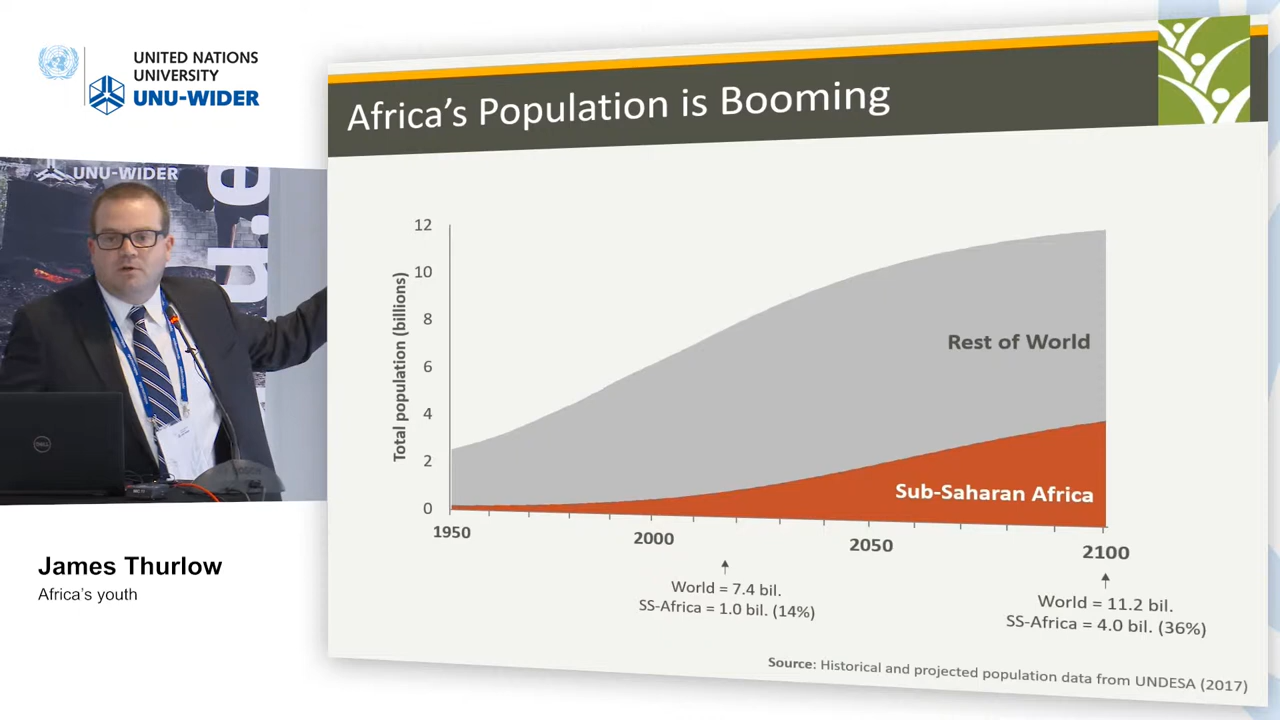 UNITED NATIONS
UNIVERSITY
UNU-WIDER
Africa's Population is Booming
UNU-WIDER
u.e
DELL
James Thurlow
Africa's youth
Total population (billions)
12
10
8
6
4
2
0
Rest of World
Sub-Saharan Africa
1950
2000
2050
2100
World = 7.4 bil.
SS-Africa = 1.0 bil. (14%)
World = 11.2 bil.
SS-Africa = 4.0 bil. (36%)
Source: Historical and projected population data from UNDESA (2017)